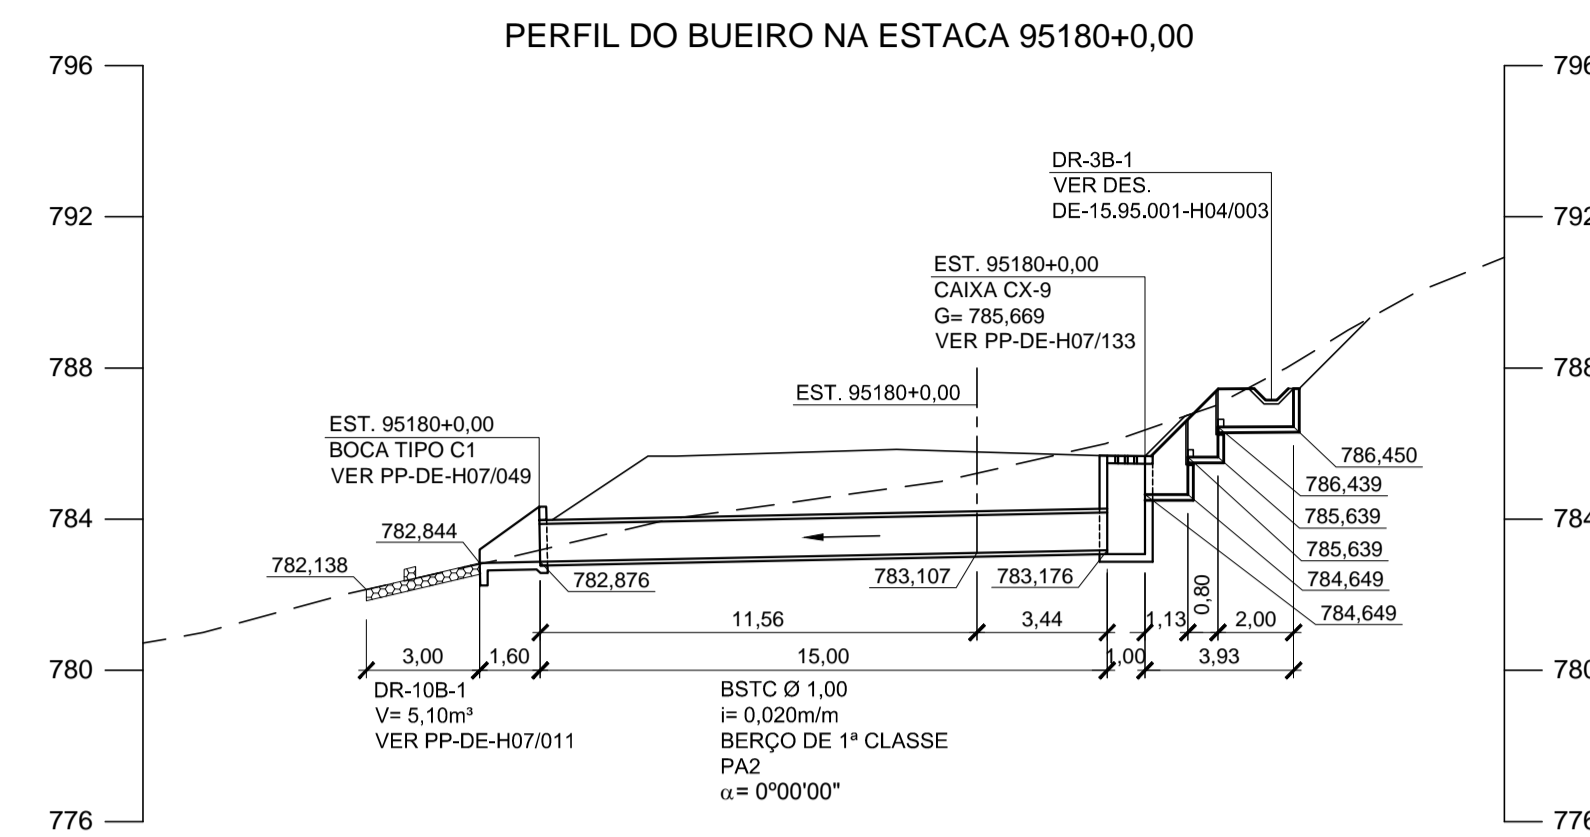 PERFIL DO BUEIRO NA ESTACA 95180+0,00
796
796
DR-3B-1
VER DES.
DE-15.95.001-H04/003
792
792
EST. 95180+0,00
CAIXA CX-9
G= 785,669
VER PP-DE-H07/133
788
788
EST. 95180+0,00
EST. 95180+0,00
BOCA TIPO C1
VER PP-DE-H07/049
786,450
786,439
785,639
785,639
784,649
784,649
784
784
782,844
782,138
782,876
783,107
783,176
11,56
3,44
1,13
0,80
2,00
780
780
3,00
1,60
15,00
1,00
3,93
DR-10B-1
V= 5,10m³
VER PP-DE-H07/011
BSTC Ø 1,00
i= 0,020m/m
BERÇO DE 1ª CLASSE
PA2
α= 0º00'00"
776
776